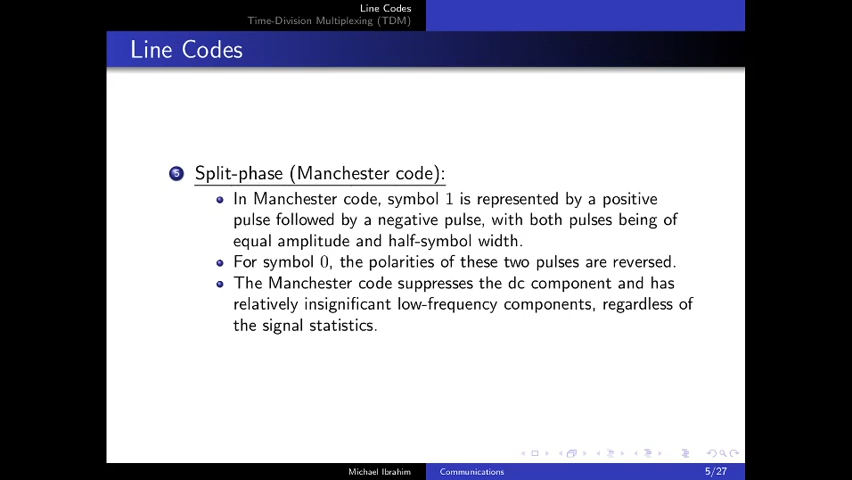 Line Codes
Time-Division Multiplexing (TDM)
Line Codes
5 Split-phase (Manchester code):
In Manchester code, symbol 1 is represented by a positive
pulse followed by a negative pulse, with both pulses being of
equal amplitude and half-symbol width.
For symbol 0, the polarities of these two pulses are reversed.
The Manchester code suppresses the dc component and has
relatively insignificant low-frequency components, regardless of
the signal statistics.
Michael Ibrahim
Communications
5/27